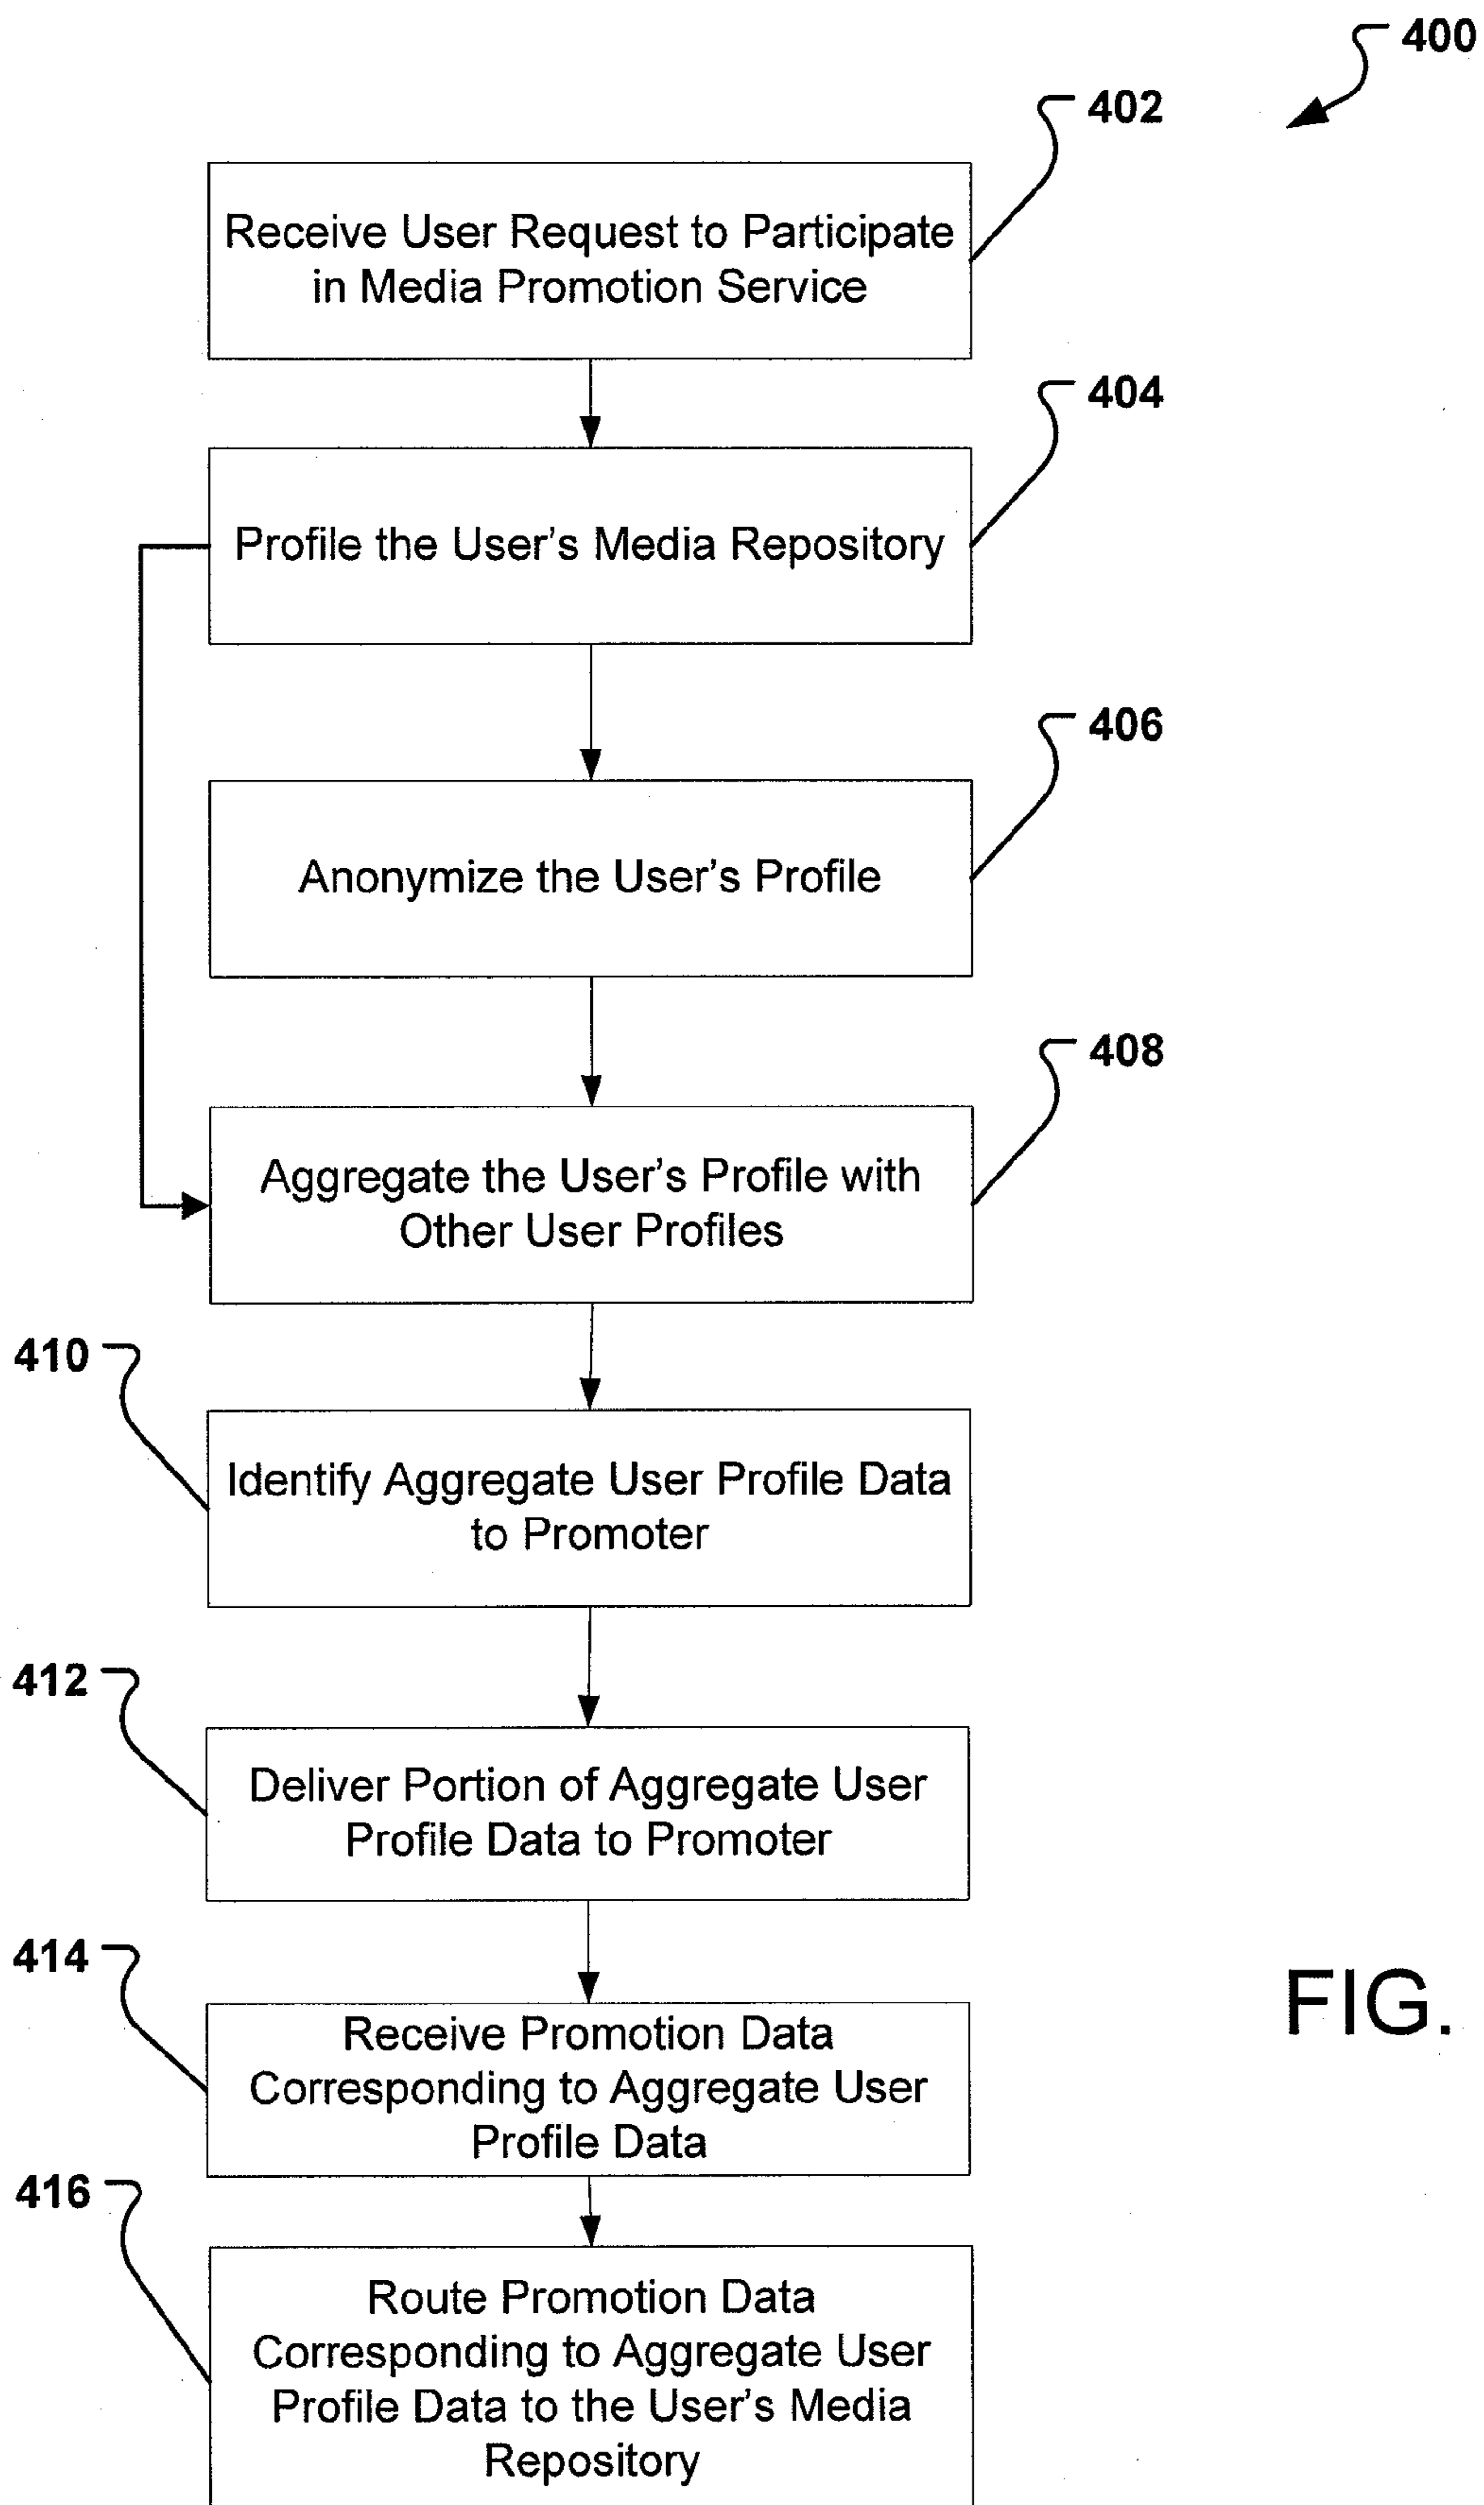 400
402
Receive User Request to Participate
in Media Promotion Service
404
Profile the User's Media Repository
406
Anonymize the User's Profile
408
Aggregate the User's Profile with
Other User Profiles
410
Identify Aggregate User Profile Data
to Promoter
412
Deliver Portion of Aggregate User
Profile Data to Promoter
414
Receive Promotion Data
Corresponding to Aggregate User
Profile Data
FIG.
416
Route Promotion Data
Corresponding to Aggregate User
Profile Data to the User's Media
Repository